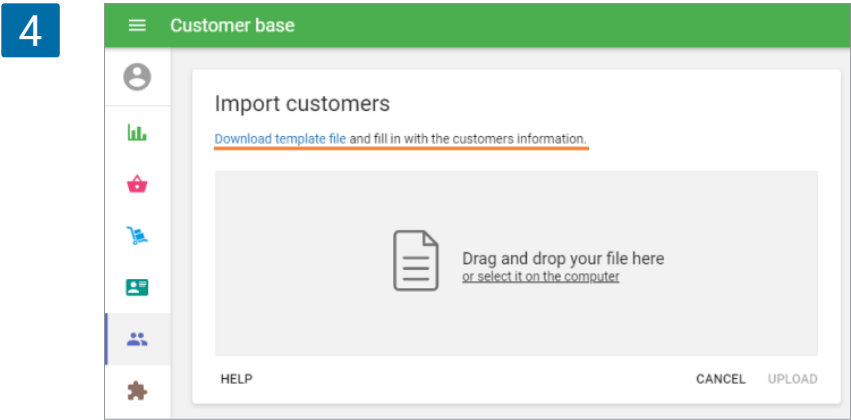 4
Customer base
Import customers
Download template file and fill in with the customers information.
Drag and drop your file here
or select it on the computer
HELP CANCEL UPLOAD